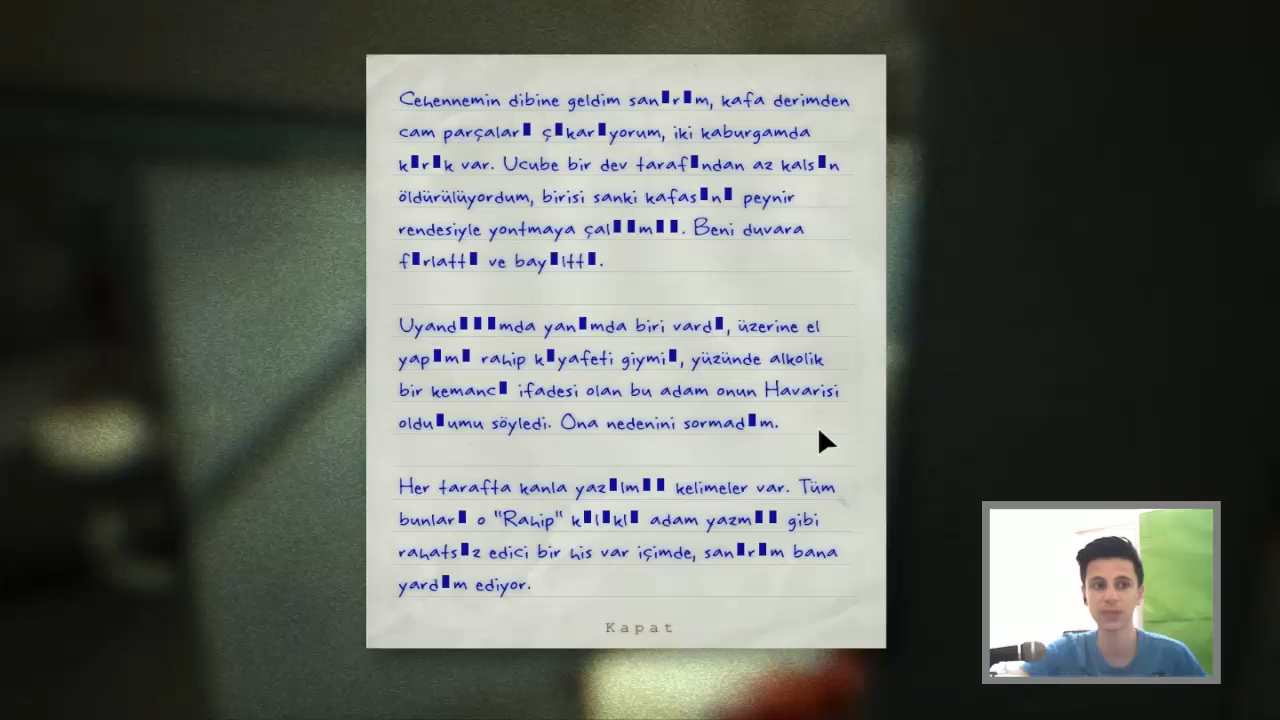 Cehennemin dibine geldim san▮r▮m, kafa derimden
cam parçalar▮ ç▮kar▮yorum, iki kaburgamda
k▮r▮k var. Ucube bir dev taraf▮ndan az kals▮n
öldürülüyordum, birisi sanki kafas▮n▮ peynir
rendesiyle yontmaya çal▮▮m▮▮. Beni duvara
f▮rlatt▮ ve bay▮ltt▮.
Uyand▮▮▮mda yan▮mda biri vard▮, üzerine el
yap▮m▮ rahip k▮yafeti giymi▮, yüzünde alkolik
bir kemanc▮ ifadesi olan bu adam onun Havarisi
oldu▮umu söyledi. Ona nedenini sormad▮m.
Her tarafta kanla yaz▮lm▮▮ kelimeler var. Tüm
bunlar▮ o "Rahip" k▮l▮kl▮ adam yazm▮▮ gibi
rahats▮z edici bir his var içimde, san▮r▮m bana
yard▮m ediyor.
Kapat